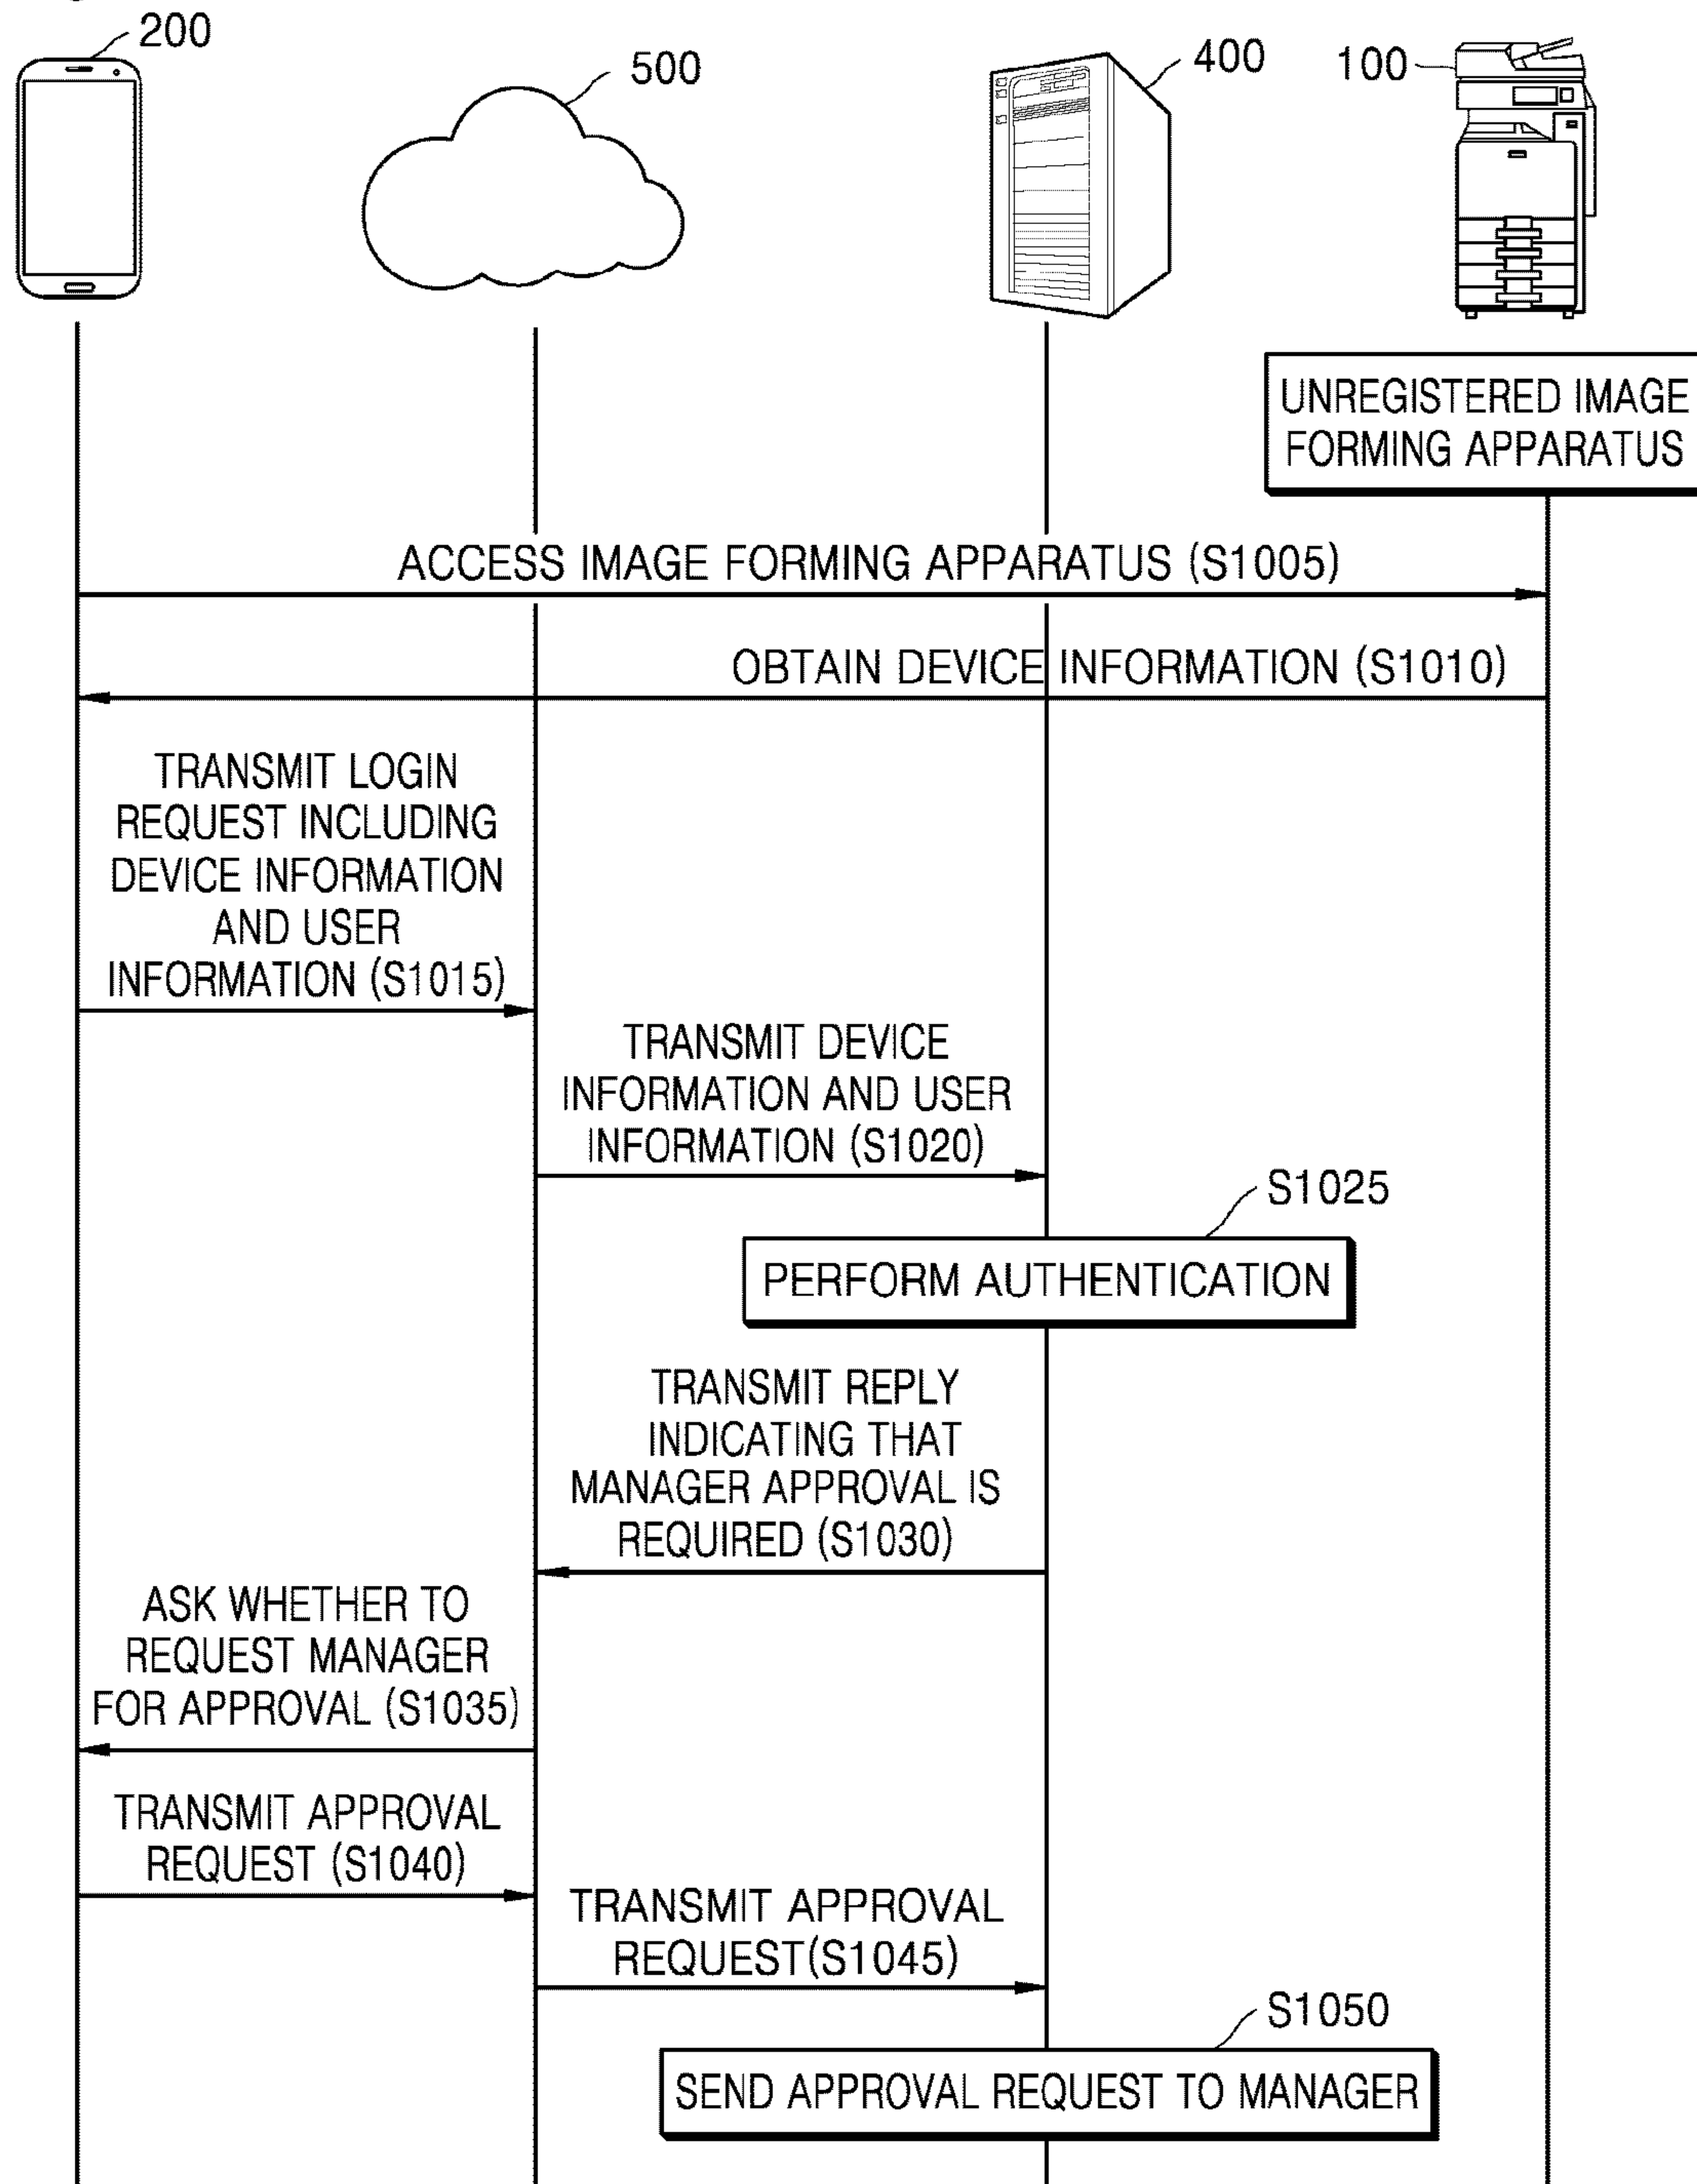 200
500
400
100
UNREGISTERED IMAGE
FORMING APPARATUS
ACCESS IMAGE FORMING APPARATUS (S1005)
OBTAIN DEVICE INFORMATION (S1010)
TRANSMIT LOGIN
REQUEST INCLUDING
DEVICE INFORMATION
AND USER
INFORMATION (S1015)
TRANSMIT DEVICE
INFORMATION AND USER
INFORMATION (S1020)
S1025
PERFORM AUTHENTICATION
TRANSMIT REPLY
INDICATING THAT
MANAGER APPROVAL IS
REQUIRED (S1030)
ASK WHETHER TO
REQUEST MANAGER
FOR APPROVAL (S1035)
TRANSMIT APPROVAL
REQUEST (S1040)
TRANSMIT APPROVAL
REQUEST(S1045)
S1050
SEND APPROVAL REQUEST TO MANAGER